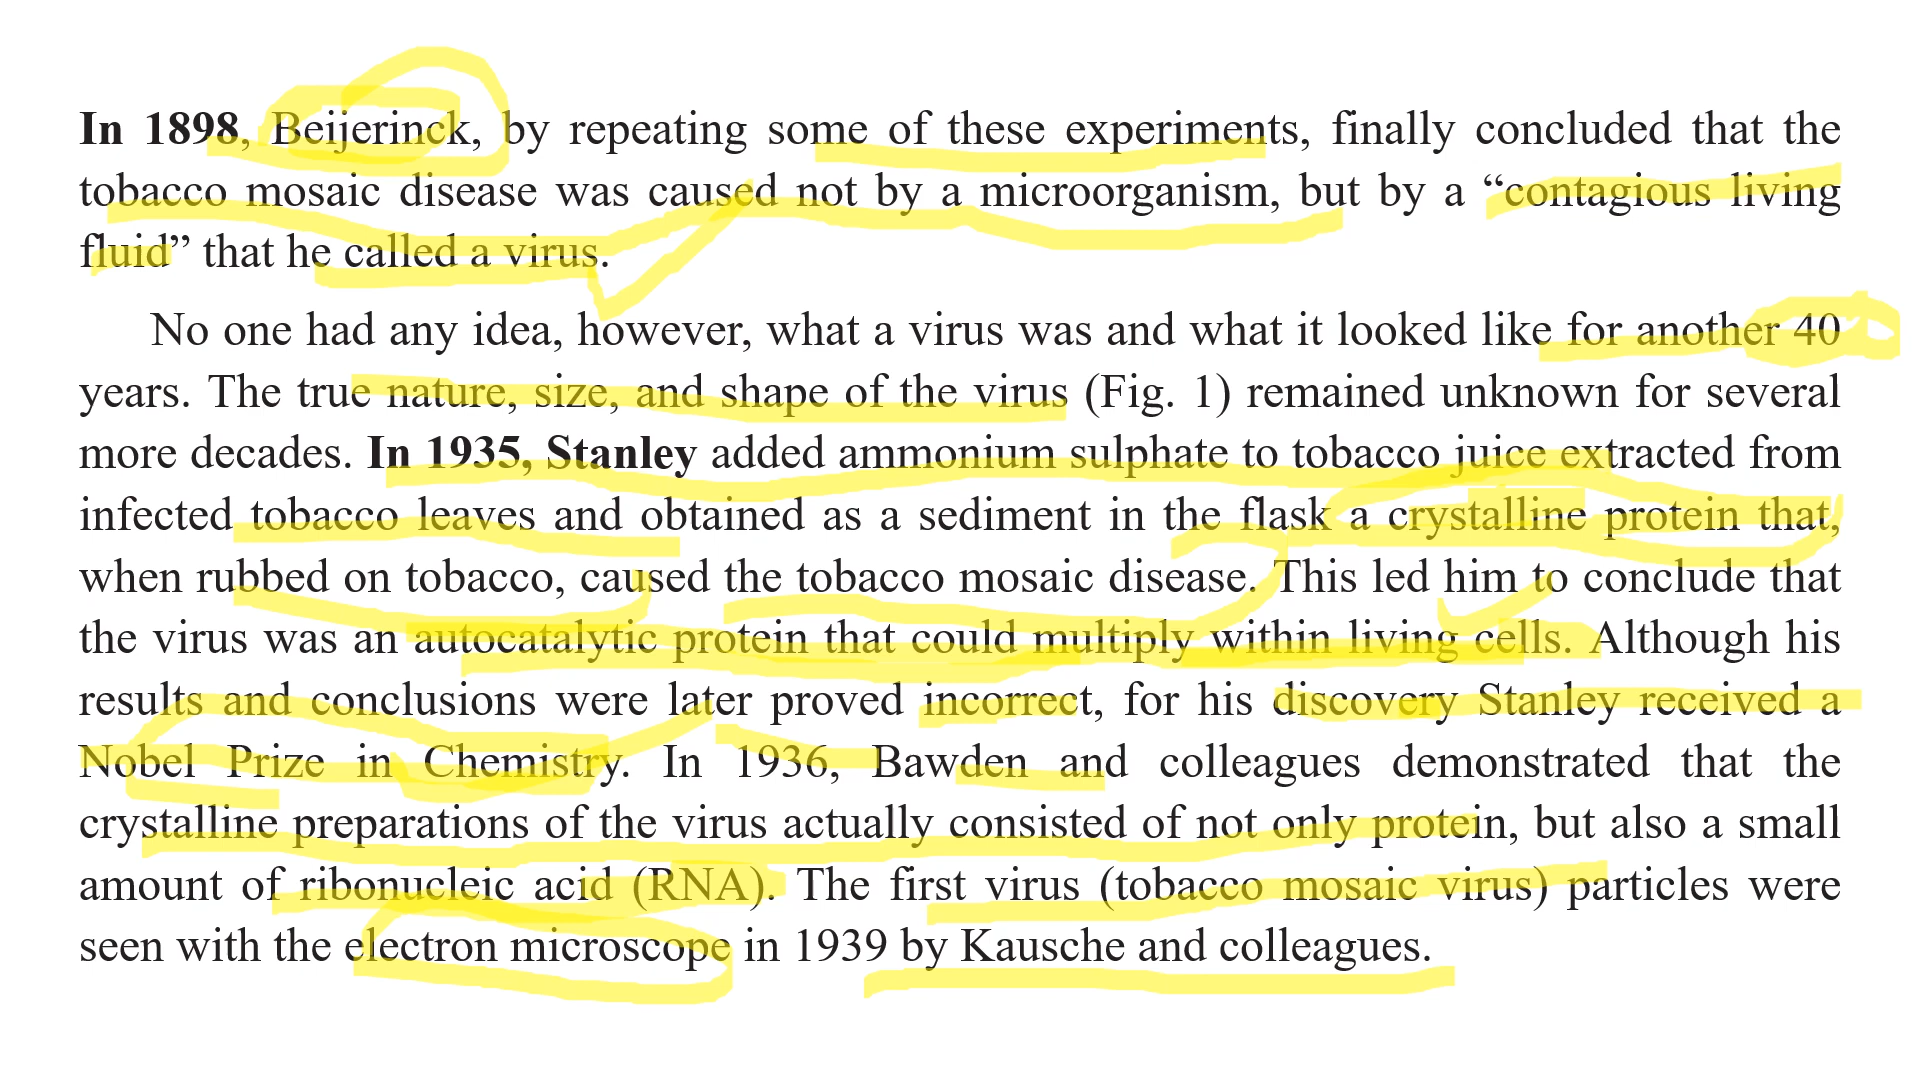 In 1898, Beijerinck, by repeating some of these experiments, finally concluded that the
tobacco mosaic disease was caused not by a microorganism, but by a “contagious living
fluid” that he called a virus.
No one had any idea, however, what a virus was and what it looked like for another 40
years. The true nature, size, and shape of the virus (Fig. 1) remained unknown for several
more decades. In 1935, Stanley added ammonium sulphate to tobacco juice extracted from
infected tobacco leaves and obtained as a sediment in the flask a crystalline protein that,
when rubbed on tobacco, caused the tobacco mosaic disease. This led him to conclude that
the virus was an autocatalytic protein that could multiply within living cells. Although his
results and conclusions were later proved incorrect, for his discovery Stanley received a
Nobel Prize in Chemistry. In 1936, Bawden and colleagues demonstrated that the
crystalline preparations of the virus actually consisted of not only protein, but also a small
amount of ribonucleic acid (RNA). The first virus (tobacco mosaic virus) particles were
seen with the electron microscope in 1939 by Kausche and colleagues.